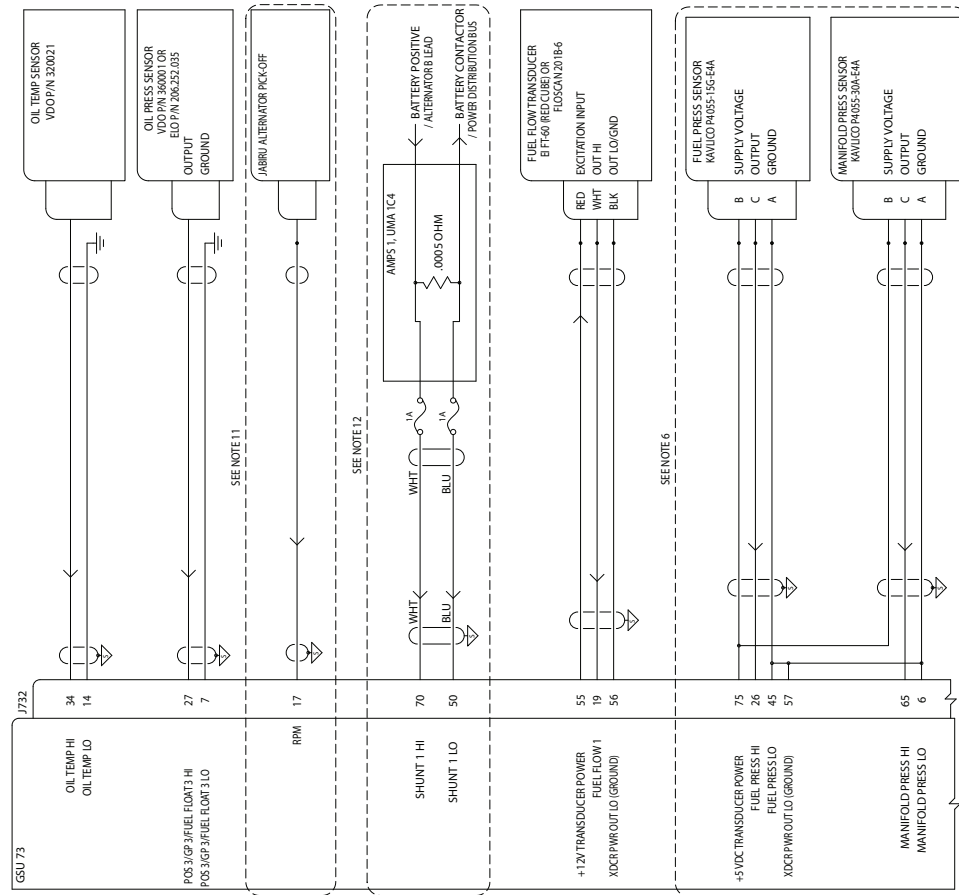 GSU 73
J732
OIL TEMP HI
OIL TEMP LO
34
14
OIL TEMP SENSOR
VDO P/N 320021
POS 3/GP 3/FUEL FLOAT 3 HI
POS 3/GP 3/FUEL FLOAT 3 LO
27
7
S
S
OIL PRESS SENSOR
VDO P/N 360001 OR
ELO P/N 206.252.035
OUTPUT
GROUND
SEE NOTE 11
RPM
17
S
JABIRU ALTERNATOR PICK-OFF
SEE NOTE 12
SHUNT 1 HI
SHUNT 1 LO
70
50
WHT
BLU
S
WHT
BLU
1A
1A
AMPS 1, UMA 1C4
.0005 OHM
BATTERY POSITIVE
/ ALTERNATOR B LEAD
BATTERY CONTACTOR
/ POWER DISTRIBUTION BUS
+12V TRANSDUCER POWER
FUEL FLOW 1
XDCR PWR OUT LO (GROUND)
55
19
56
S
RED
WHT
BLK
FUEL FLOW TRANSDUCER
EI FT-60 (RED CUBE) OR
FLOSCAN 201B-6
EXCITATION INPUT
OUT HI
OUT LO/GND
SEE NOTE 6
+5 VDC TRANSDUCER POWER
FUEL PRESS HI
FUEL PRESS LO
XDCR PWR OUT LO (GROUND)
75
26
45
57
S
B
C
A
FUEL PRESS SENSOR
KAVLICO P4055-15G-E4A
SUPPLY VOLTAGE
OUTPUT
GROUND
MANIFOLD PRESS HI
MANIFOLD PRESS LO
65
6
S
B
C
A
MANIFOLD PRESS SENSOR
KAVLICO P4055-30A-E4A
SUPPLY VOLTAGE
OUTPUT
GROUND